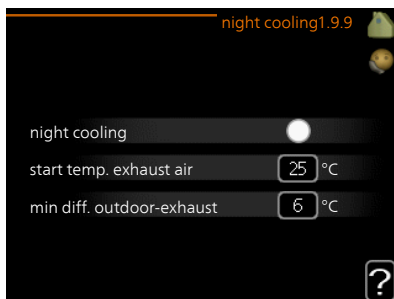 night cooling1.9.9
night cooling
start temp. exhaust air 25 °C
min diff. outdoor-exhaust 6 °C
?